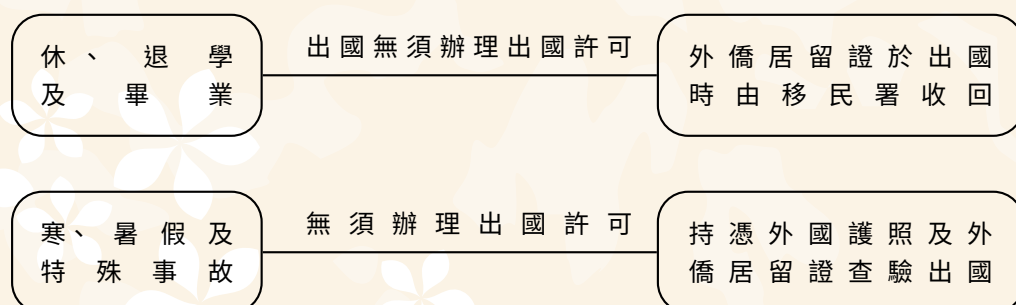 休、退學
及畢業
出國無須辦理出國許可
外僑居留證於出國
時由移民署收回
寒、暑假及
特殊事故
無須辦理出國許可
持憑外國護照及外
僑居留證查驗出國